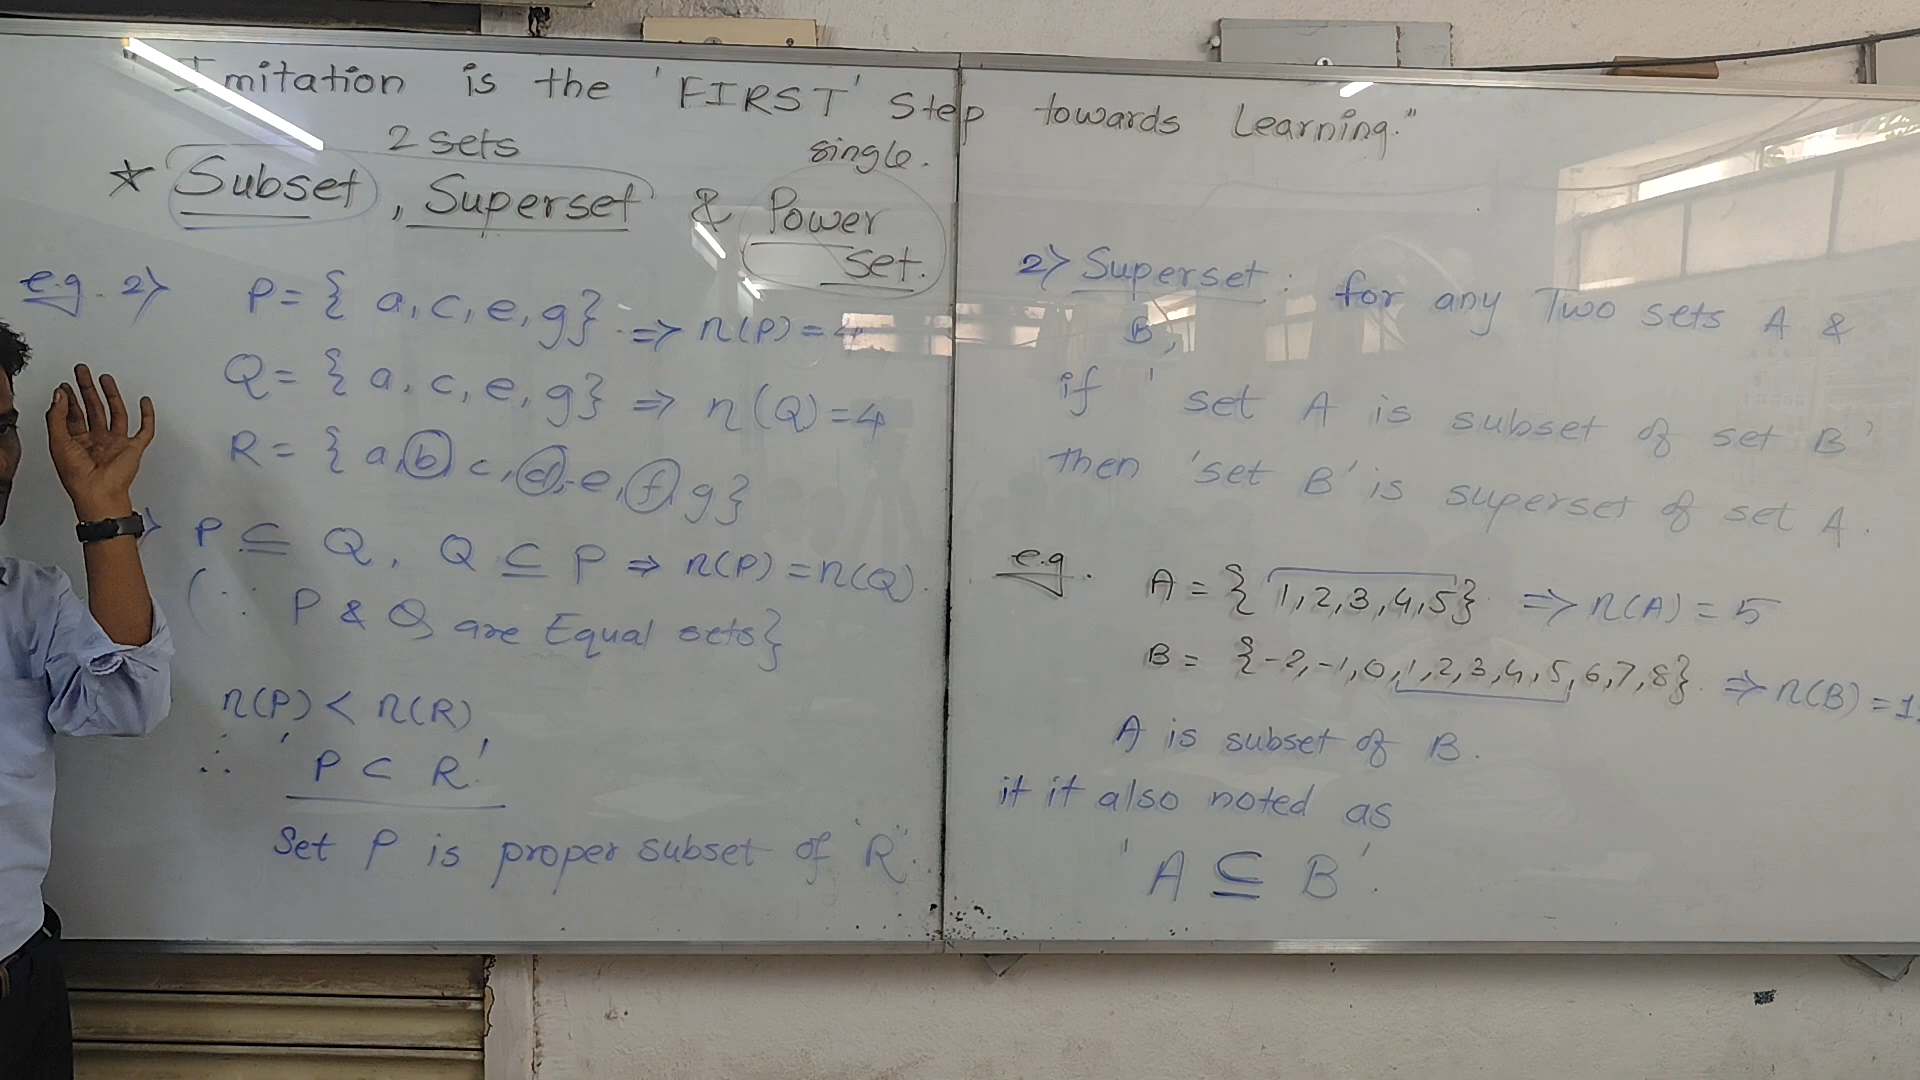 "Imitation is the 'FIRST' Step towards Learning."
2 sets single.
* Subset, Superset & Power set.
e.g. 2) P = { a, c, e, g} ⇒ n(P) = 4
Q = { a, c, e, g} ⇒ n(Q) = 4
R = { a, b, c, d, e, f, g}
⇒ P ⊆ Q, Q ⊆ P ⇒ n(P) = n(Q).
(∵ P & Q are Equal sets}
n(P) < n(R)
∴ 'P ⊂ R'
Set P is proper subset of "R".
2) Superset : for any Two sets A &
B,
if 'set A is subset of set B'
then 'set B' is superset of set A.
e.g. A = { 1,2,3,4,5} ⇒ n(A) = 5
B = {-2,-1,0,1,2,3,4,5,6,7,8} ⇒ n(B) = 1
A is subset of B.
it it also noted as
'A ⊆ B'.